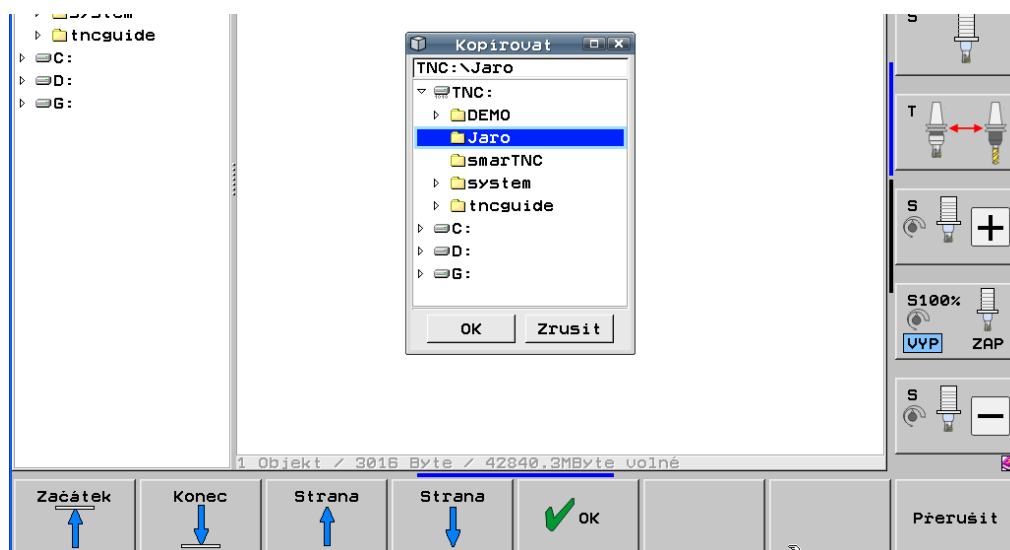 system
tncguide
C:
D:
G:
Kopírovat
TNC:\Jaro
TNC:
DEMO
Jaro
smarTNC
system
tncguide
C:
D:
G:
OK
Zrusit
1 Objekt / 3016 Byte / 42840.3MByte volné
S
T
S
S100%
VYP
ZAP
S
Začátek
Konec
Strana
Strana
OK
Přerušit